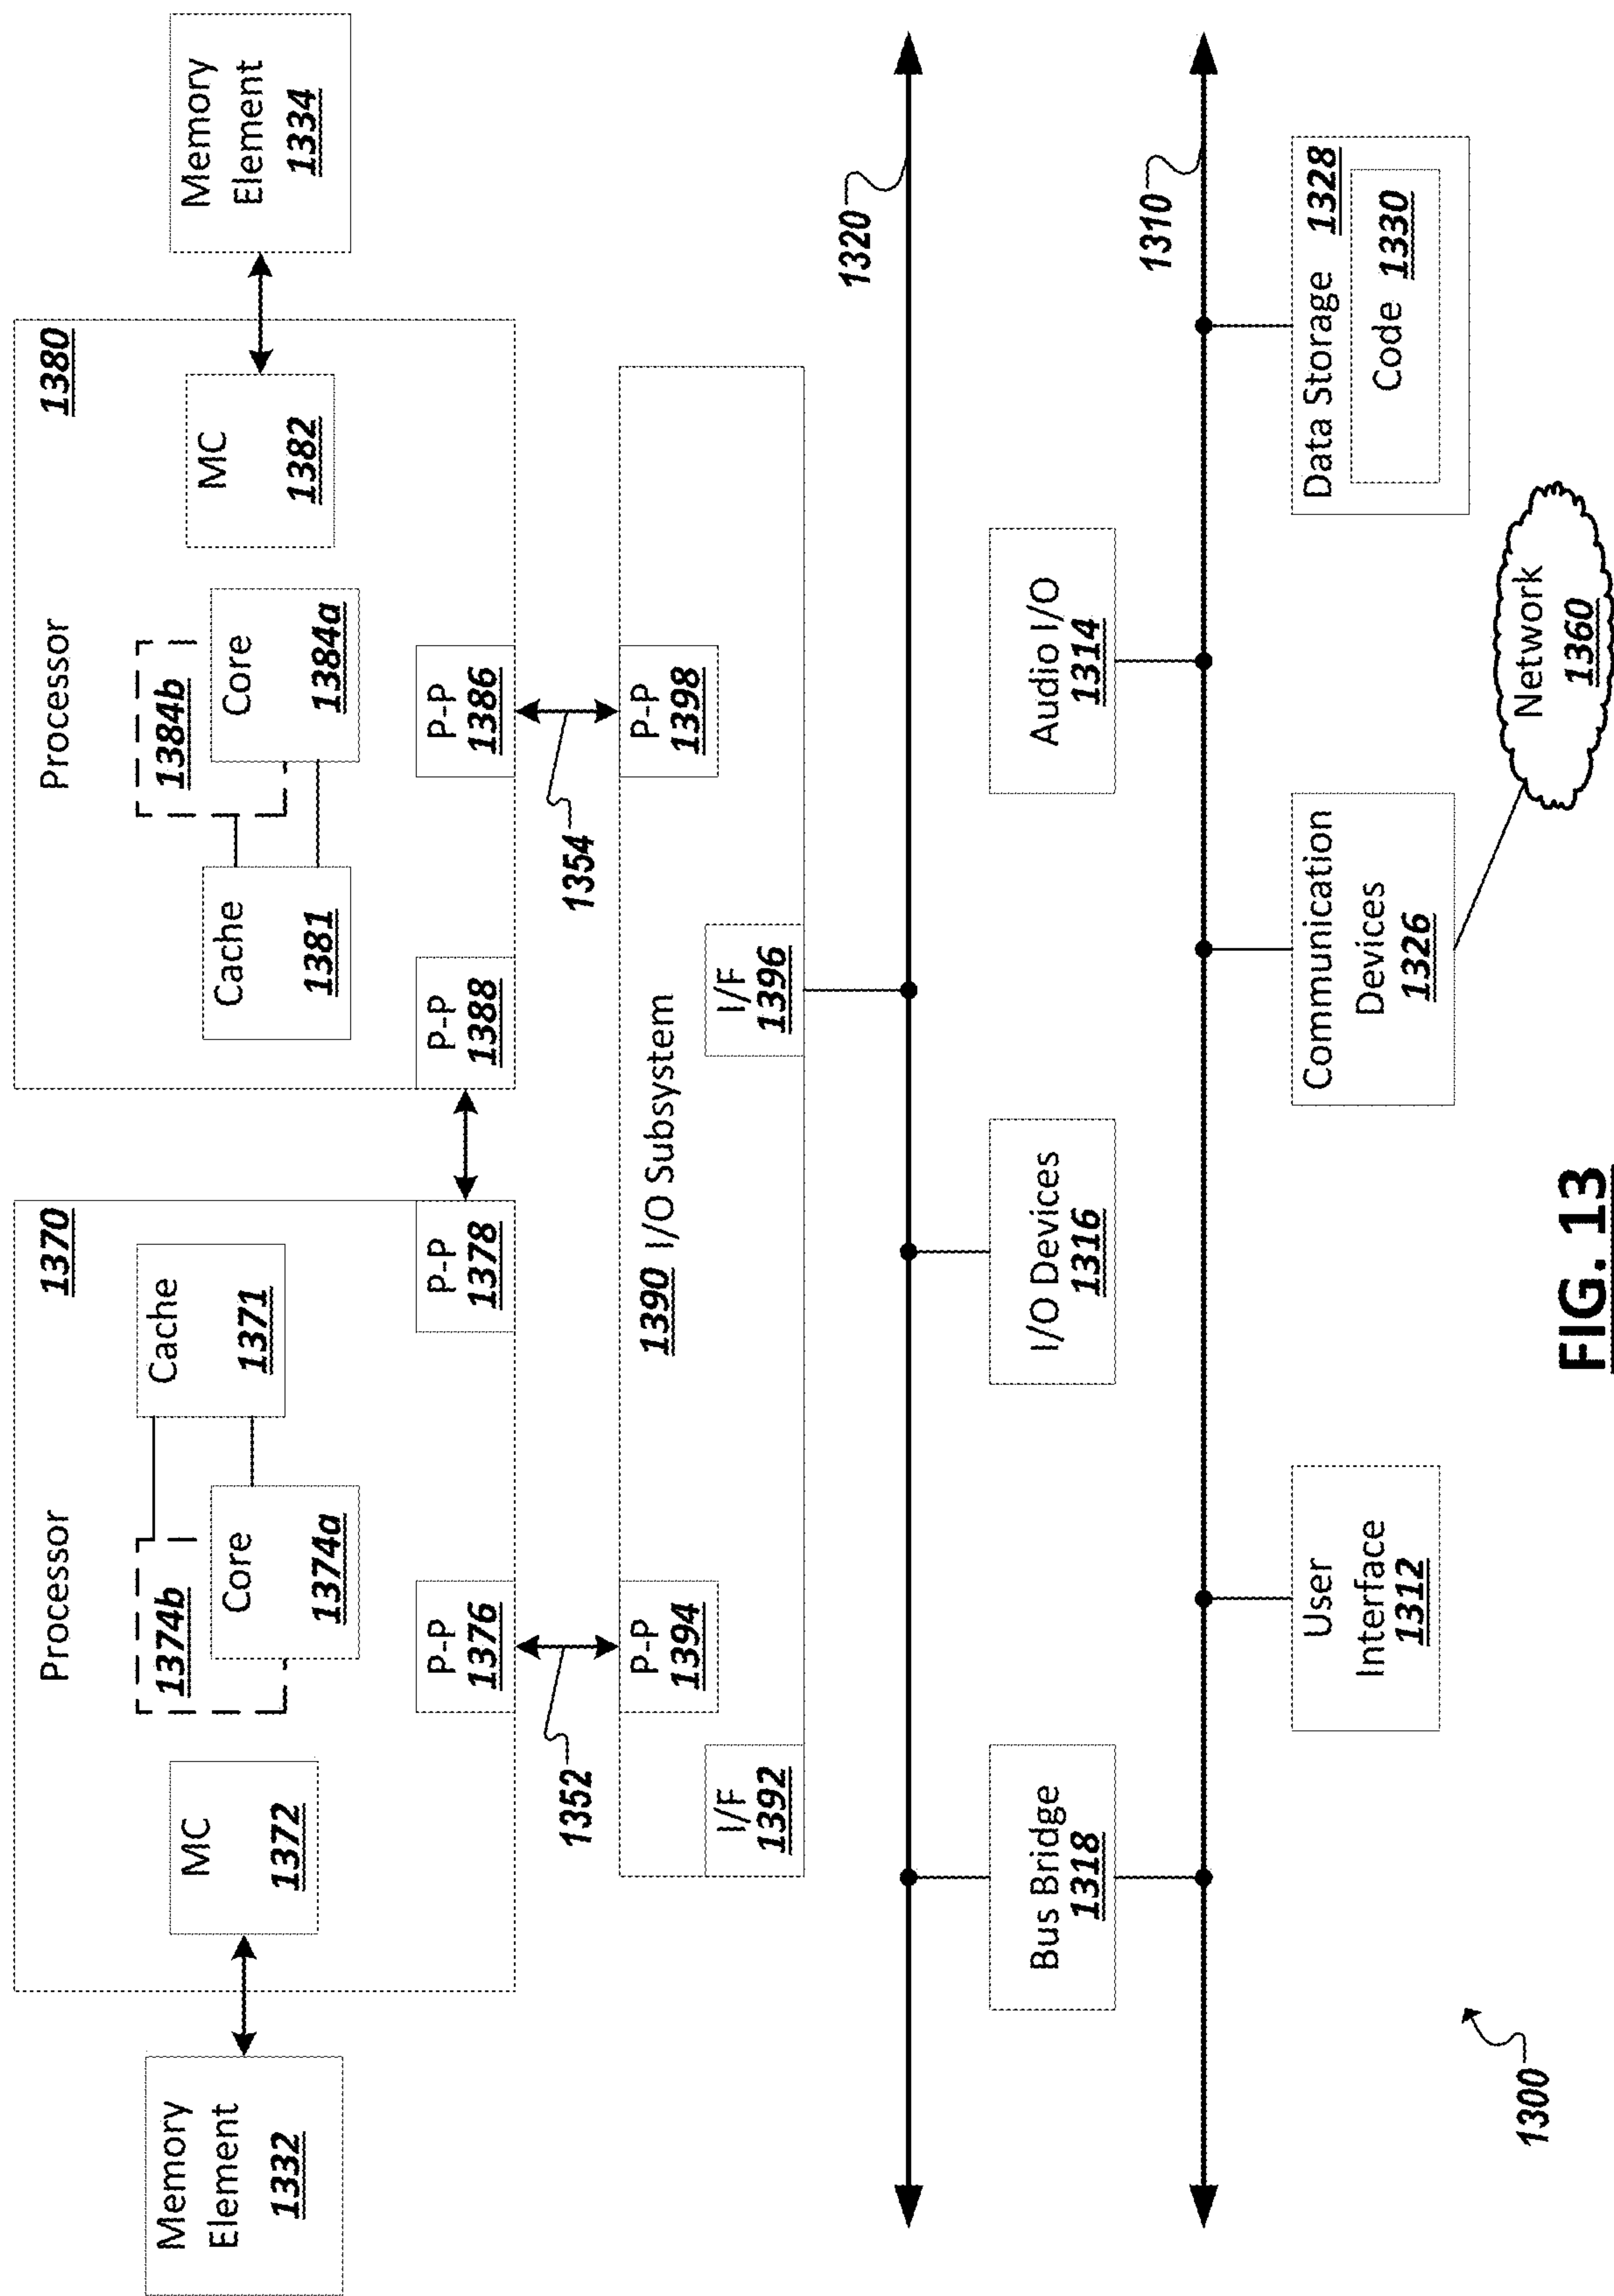 Memory
Element
1332
Processor
1370
MC
1372
1374b
Core
1374a
Cache
1371
P-P
1376
P-P
1378
Processor
1380
Cache
1381
1384b
Core
1384a
MC
1382
P-P
1388
P-P
1386
Memory
Element
1334
1352
1354
P-P
1394
P-P
1398
1390 I/O Subsystem
I/F
1392
I/F
1396
1320
Bus Bridge
1318
I/O Devices
1316
Audio I/O
1314
1310
User
Interface
1312
Communication
Devices
1326
Data Storage 1328
Code 1330
Network
1360
1300
FIG. 13